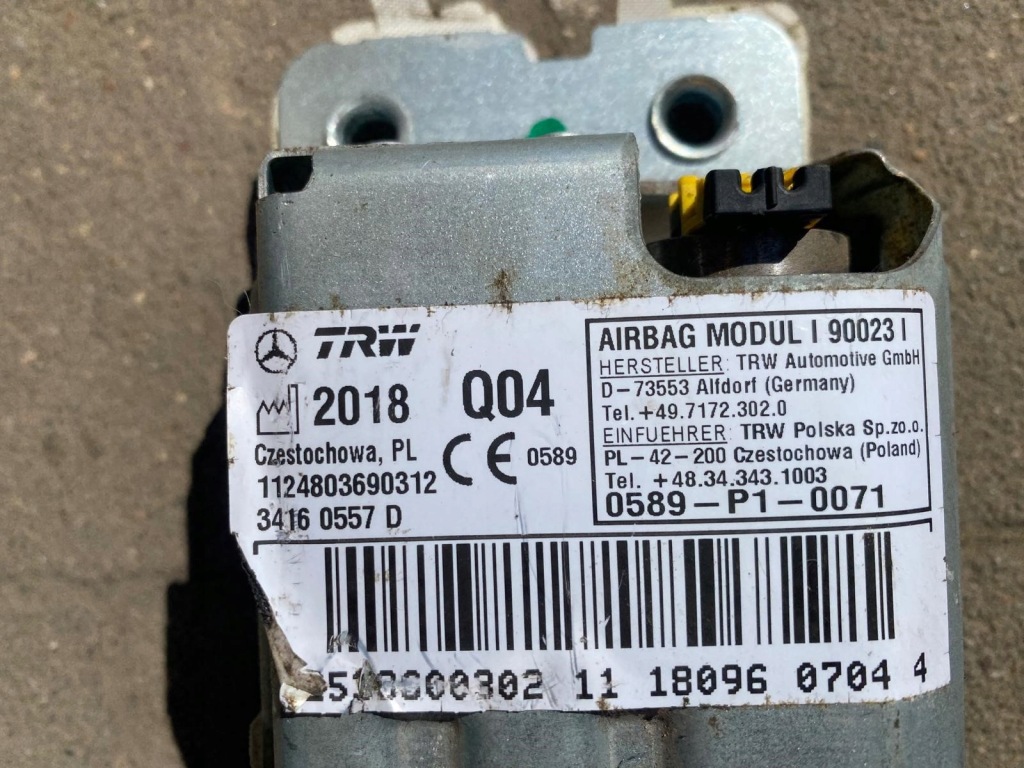 TRW
2018
Q04
Czestochowa, PL
CE 0589
1124803690312
3416 0557 D
AIRBAG MODUL I 90023 I
HERSTELLER: TRW Automotive GmbH
D-73553 Alfdorf (Germany)
Tel. +49.7172.302.0
EINFUEHRER: TRW Polska Sp.zo.o.
PL-42-200 Czestochowa (Poland)
Tel. +48.34.343.1003
0589-P1-0071
11 18096 0704 4